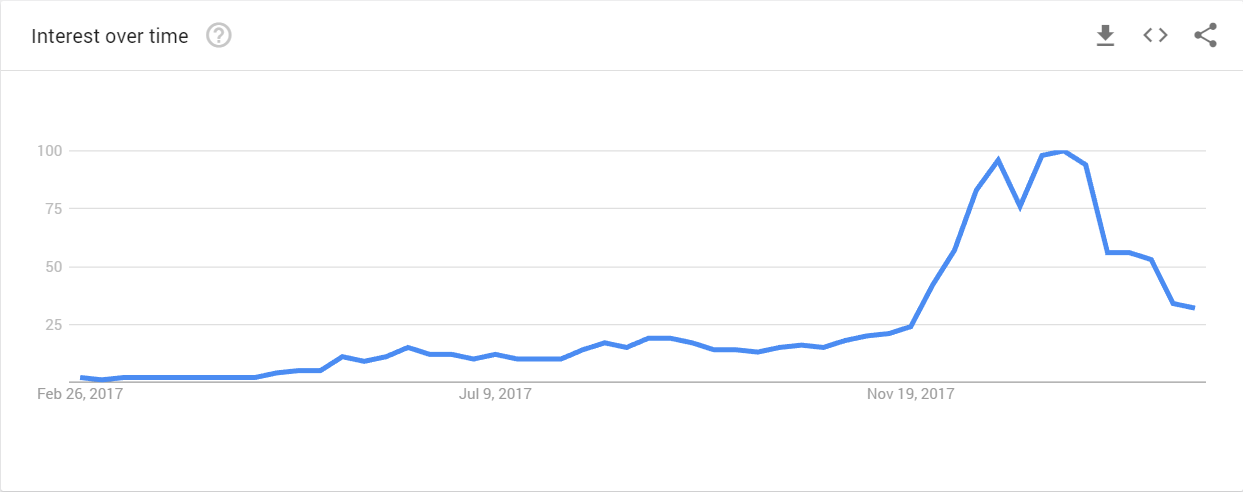 Interest over time
100
75
50
25
Feb 26, 2017
Jul 9, 2017
Nov 19, 2017